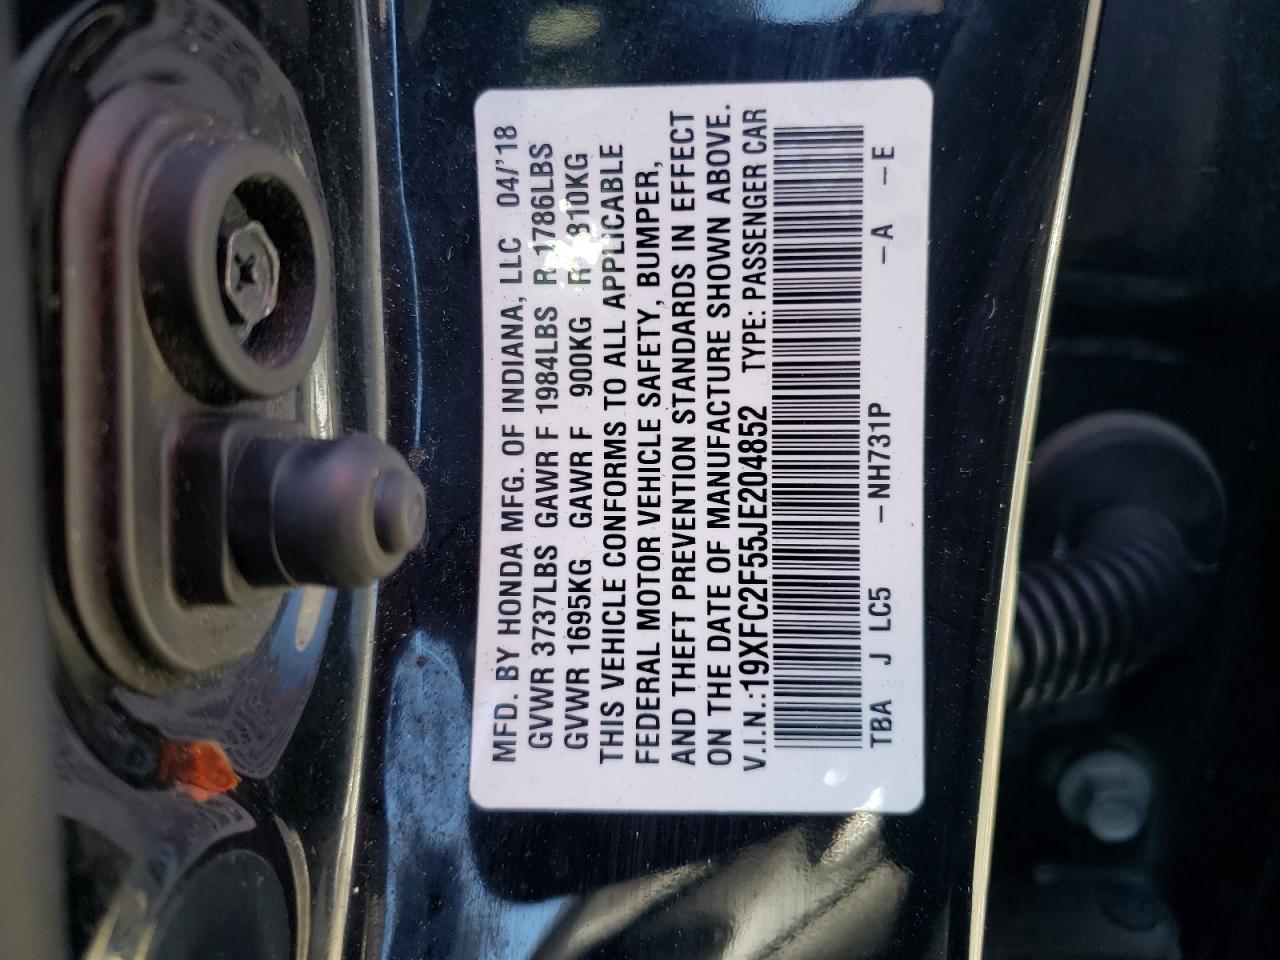 MFD. BY HONDA MFG. OF INDIANA, LLC 04/'18
GVWR 3737LBS GAWR F 1984LBS R 1786LBS
GVWR 1695KG GAWR F 900KG R 810KG
THIS VEHICLE CONFORMS TO ALL APPLICABLE
FEDERAL MOTOR VEHICLE SAFETY, BUMPER,
AND THEFT PREVENTION STANDARDS IN EFFECT
ON THE DATE OF MANUFACTURE SHOWN ABOVE.
V.I.N.:19XFC2F55JE204852 TYPE: PASSENGER CAR
TBA J LC5 –NH731P –A –E